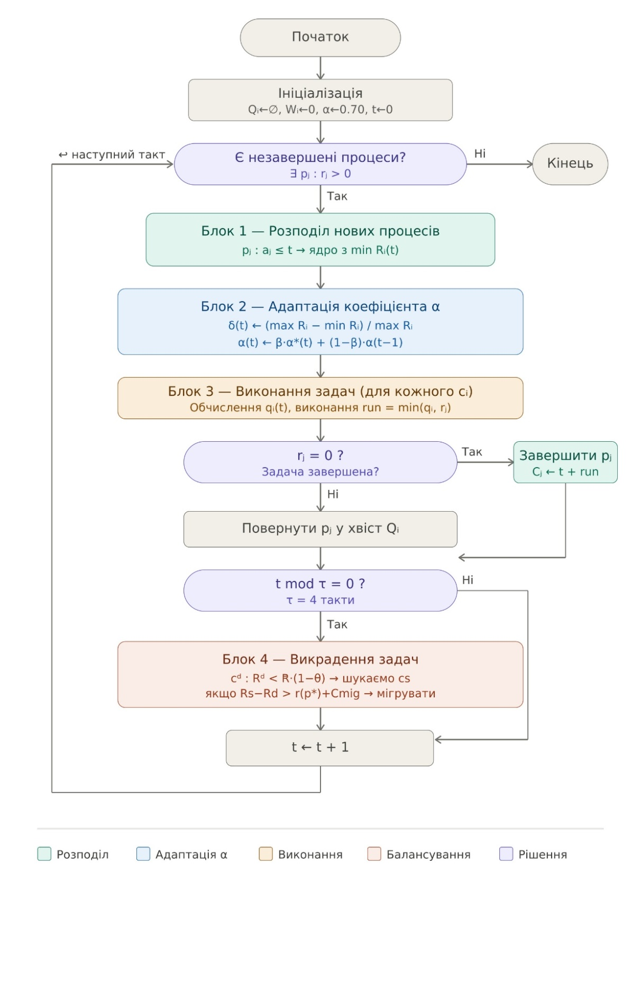 Початок
Ініціалізація
Qᵢ←∅, Wᵢ←0, α←0.70, t←0
↩ наступний такт
Є незавершені процеси?
∃ pⱼ : rⱼ > 0
Ні
Кінець
Так
Блок 1 — Розподіл нових процесів
pⱼ : aⱼ ≤ t → ядро з min Rᵢ(t)
Блок 2 — Адаптація коефіцієнта α
δ(t) ← (max Rᵢ − min Rᵢ) / max Rᵢ
α(t) ← β·α*(t) + (1−β)·α(t−1)
Блок 3 — Виконання задач (для кожного cᵢ)
Обчислення qᵢ(t), виконання run = min(qᵢ, rⱼ)
rⱼ = 0 ?
Задача завершена?
Так
Завершити pⱼ
Cⱼ ← t + run
Ні
Повернути pⱼ у хвіст Qᵢ
t mod τ = 0 ?
τ = 4 такти
Ні
Так
Блок 4 — Викрадення задач
cᵈ : Rᵈ < R̄·(1−θ) → шукаємо cs
якщо Rs−Rd > r(p*)+Cmig → мігрувати
t ← t + 1
Розподіл
Адаптація α
Виконання
Балансування
Рішення